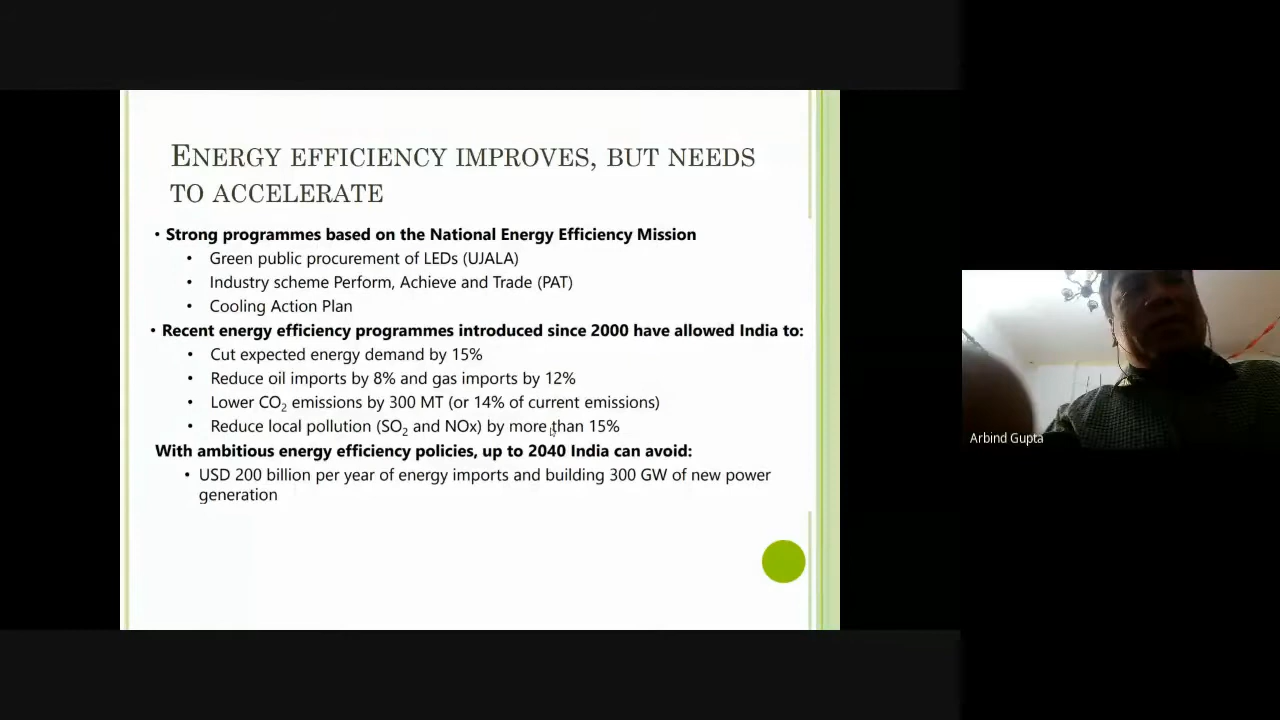 ENERGY EFFICIENCY IMPROVES, BUT NEEDS
TO ACCELERATE
• Strong programmes based on the National Energy Efficiency Mission
• Green public procurement of LEDs (UJALA)
• Industry scheme Perform, Achieve and Trade (PAT)
• Cooling Action Plan
• Recent energy efficiency programmes introduced since 2000 have allowed India to:
• Cut expected energy demand by 15%
• Reduce oil imports by 8% and gas imports by 12%
• Lower CO₂ emissions by 300 MT (or 14% of current emissions)
• Reduce local pollution (SO₂ and NOx) by more than 15%
With ambitious energy efficiency policies, up to 2040 India can avoid:
• USD 200 billion per year of energy imports and building 300 GW of new power
generation
Arbind Gupta